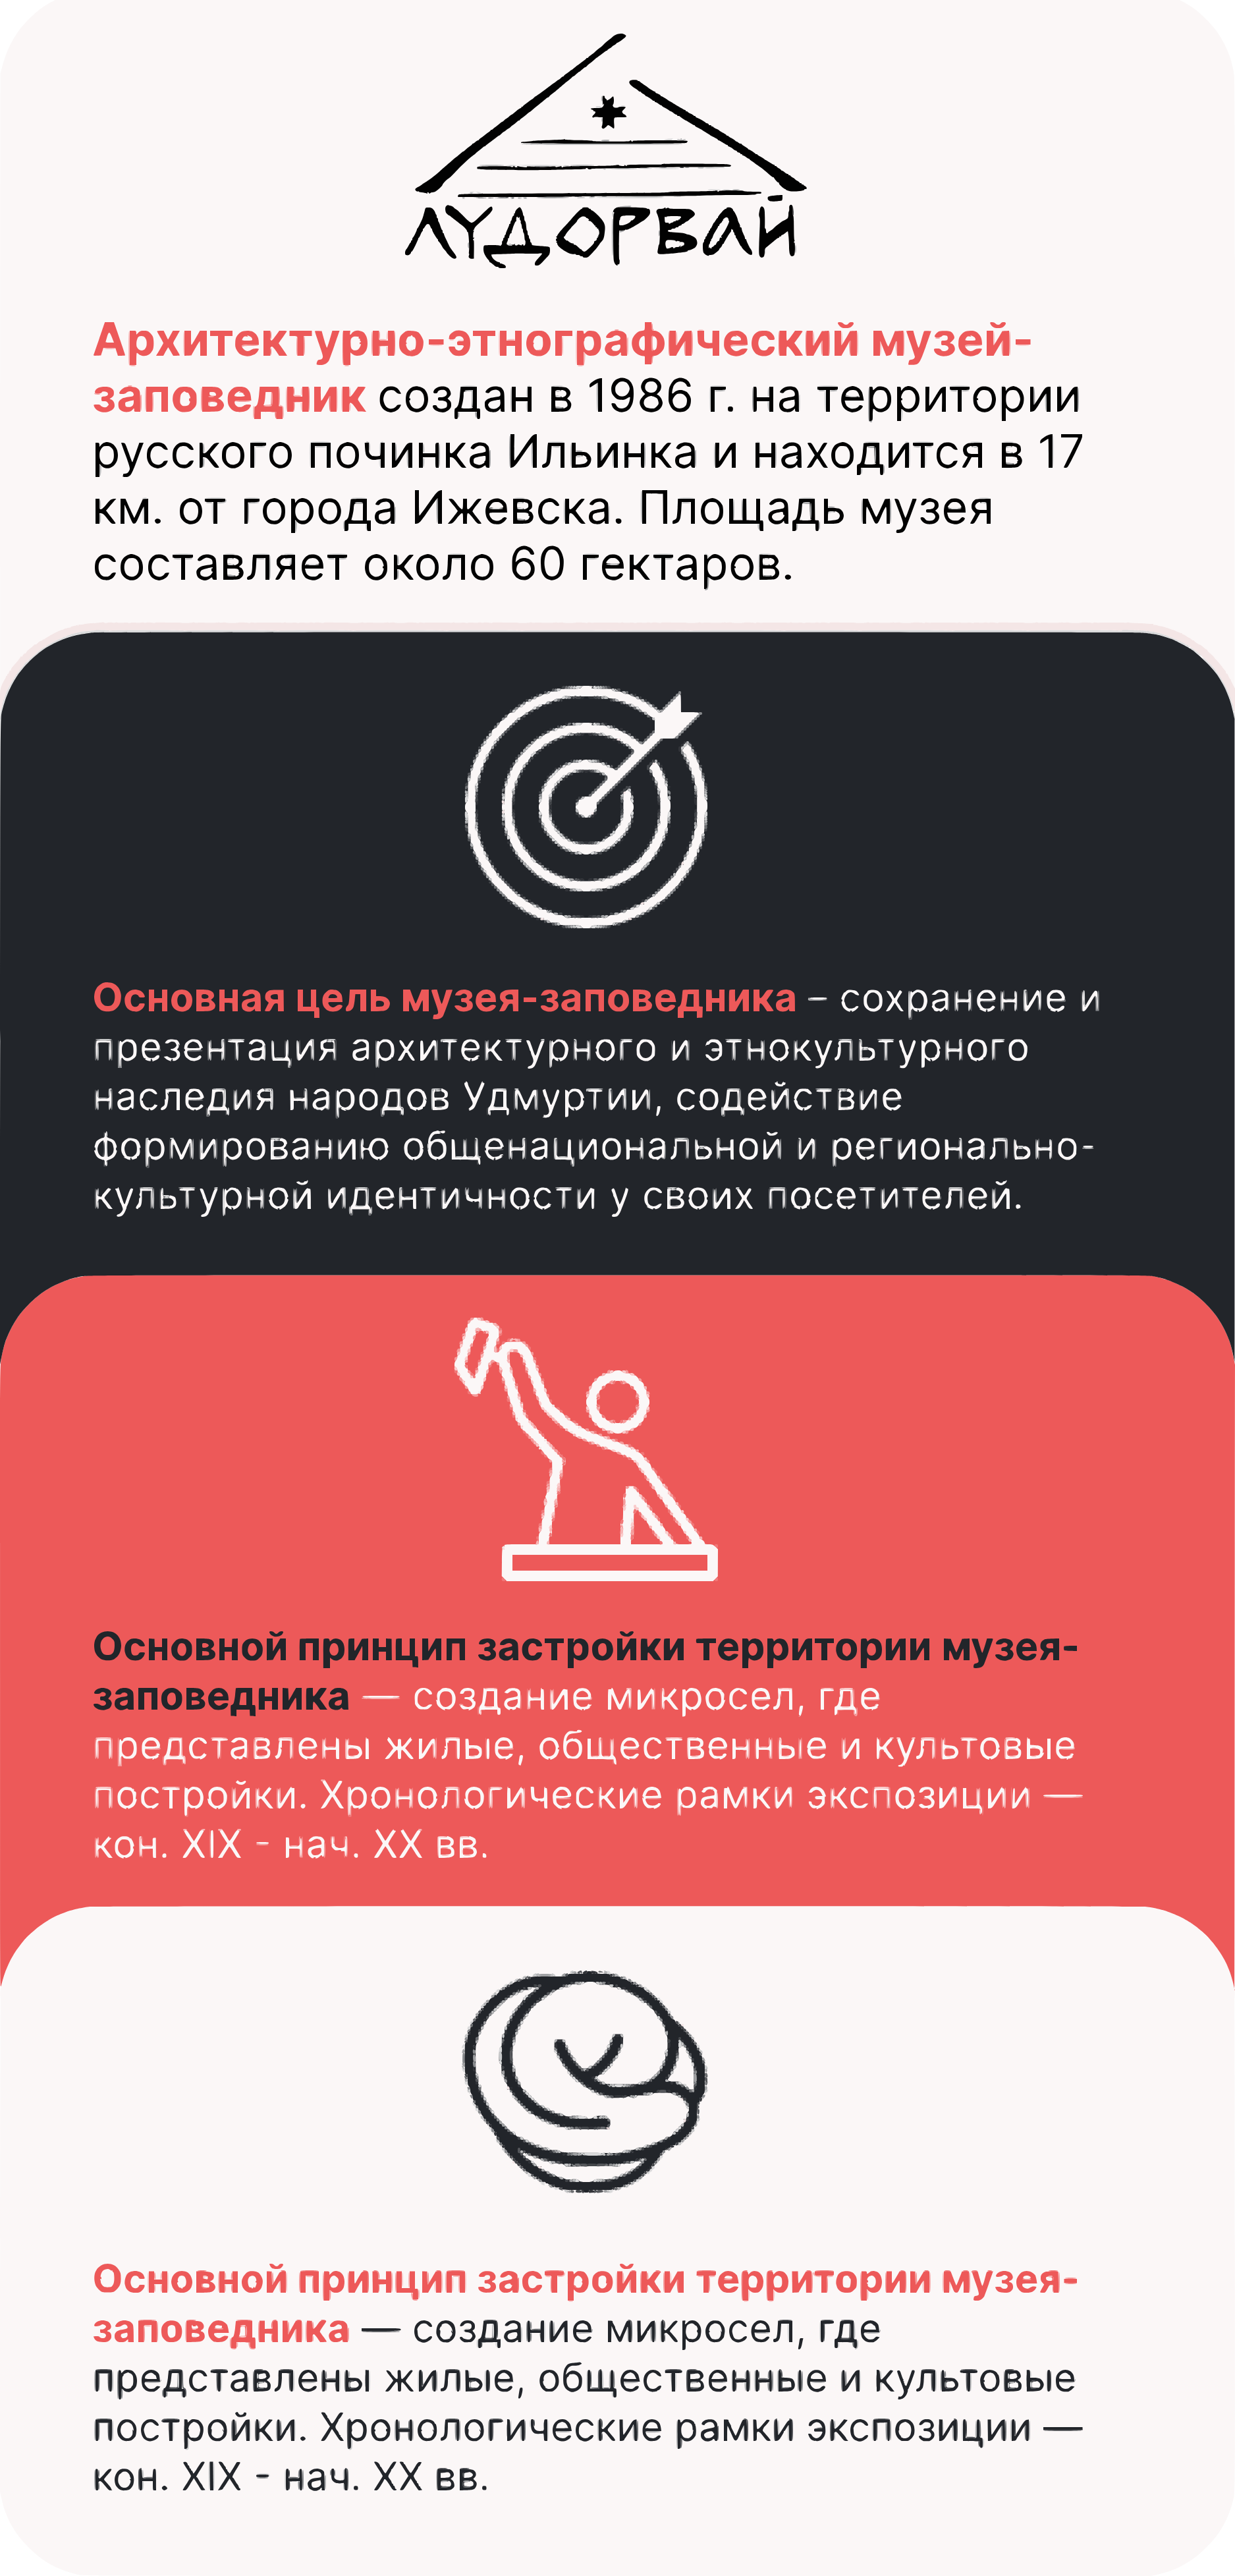 ЛУДОРВАЙ
Архитектурно-этнографический музей-
заповедник создан в 1986 г. на территории
русского починка Ильинка и находится в 17
км. от города Ижевска. Площадь музея
составляет около 60 гектаров.
Основная цель музея-заповедника – сохранение и
презентация архитектурного и этнокультурного
наследия народов Удмуртии, содействие
формированию общенациональной и регионально-
культурной идентичности у своих посетителей.
Основной принцип застройки территории музея-
заповедника — создание микросел, где
представлены жилые, общественные и культовые
постройки. Хронологические рамки экспозиции —
кон. XIX - нач. XX вв.
Основной принцип застройки территории музея-
заповедника — создание микросел, где
представлены жилые, общественные и культовые
постройки. Хронологические рамки экспозиции —
кон. XIX - нач. XX вв.